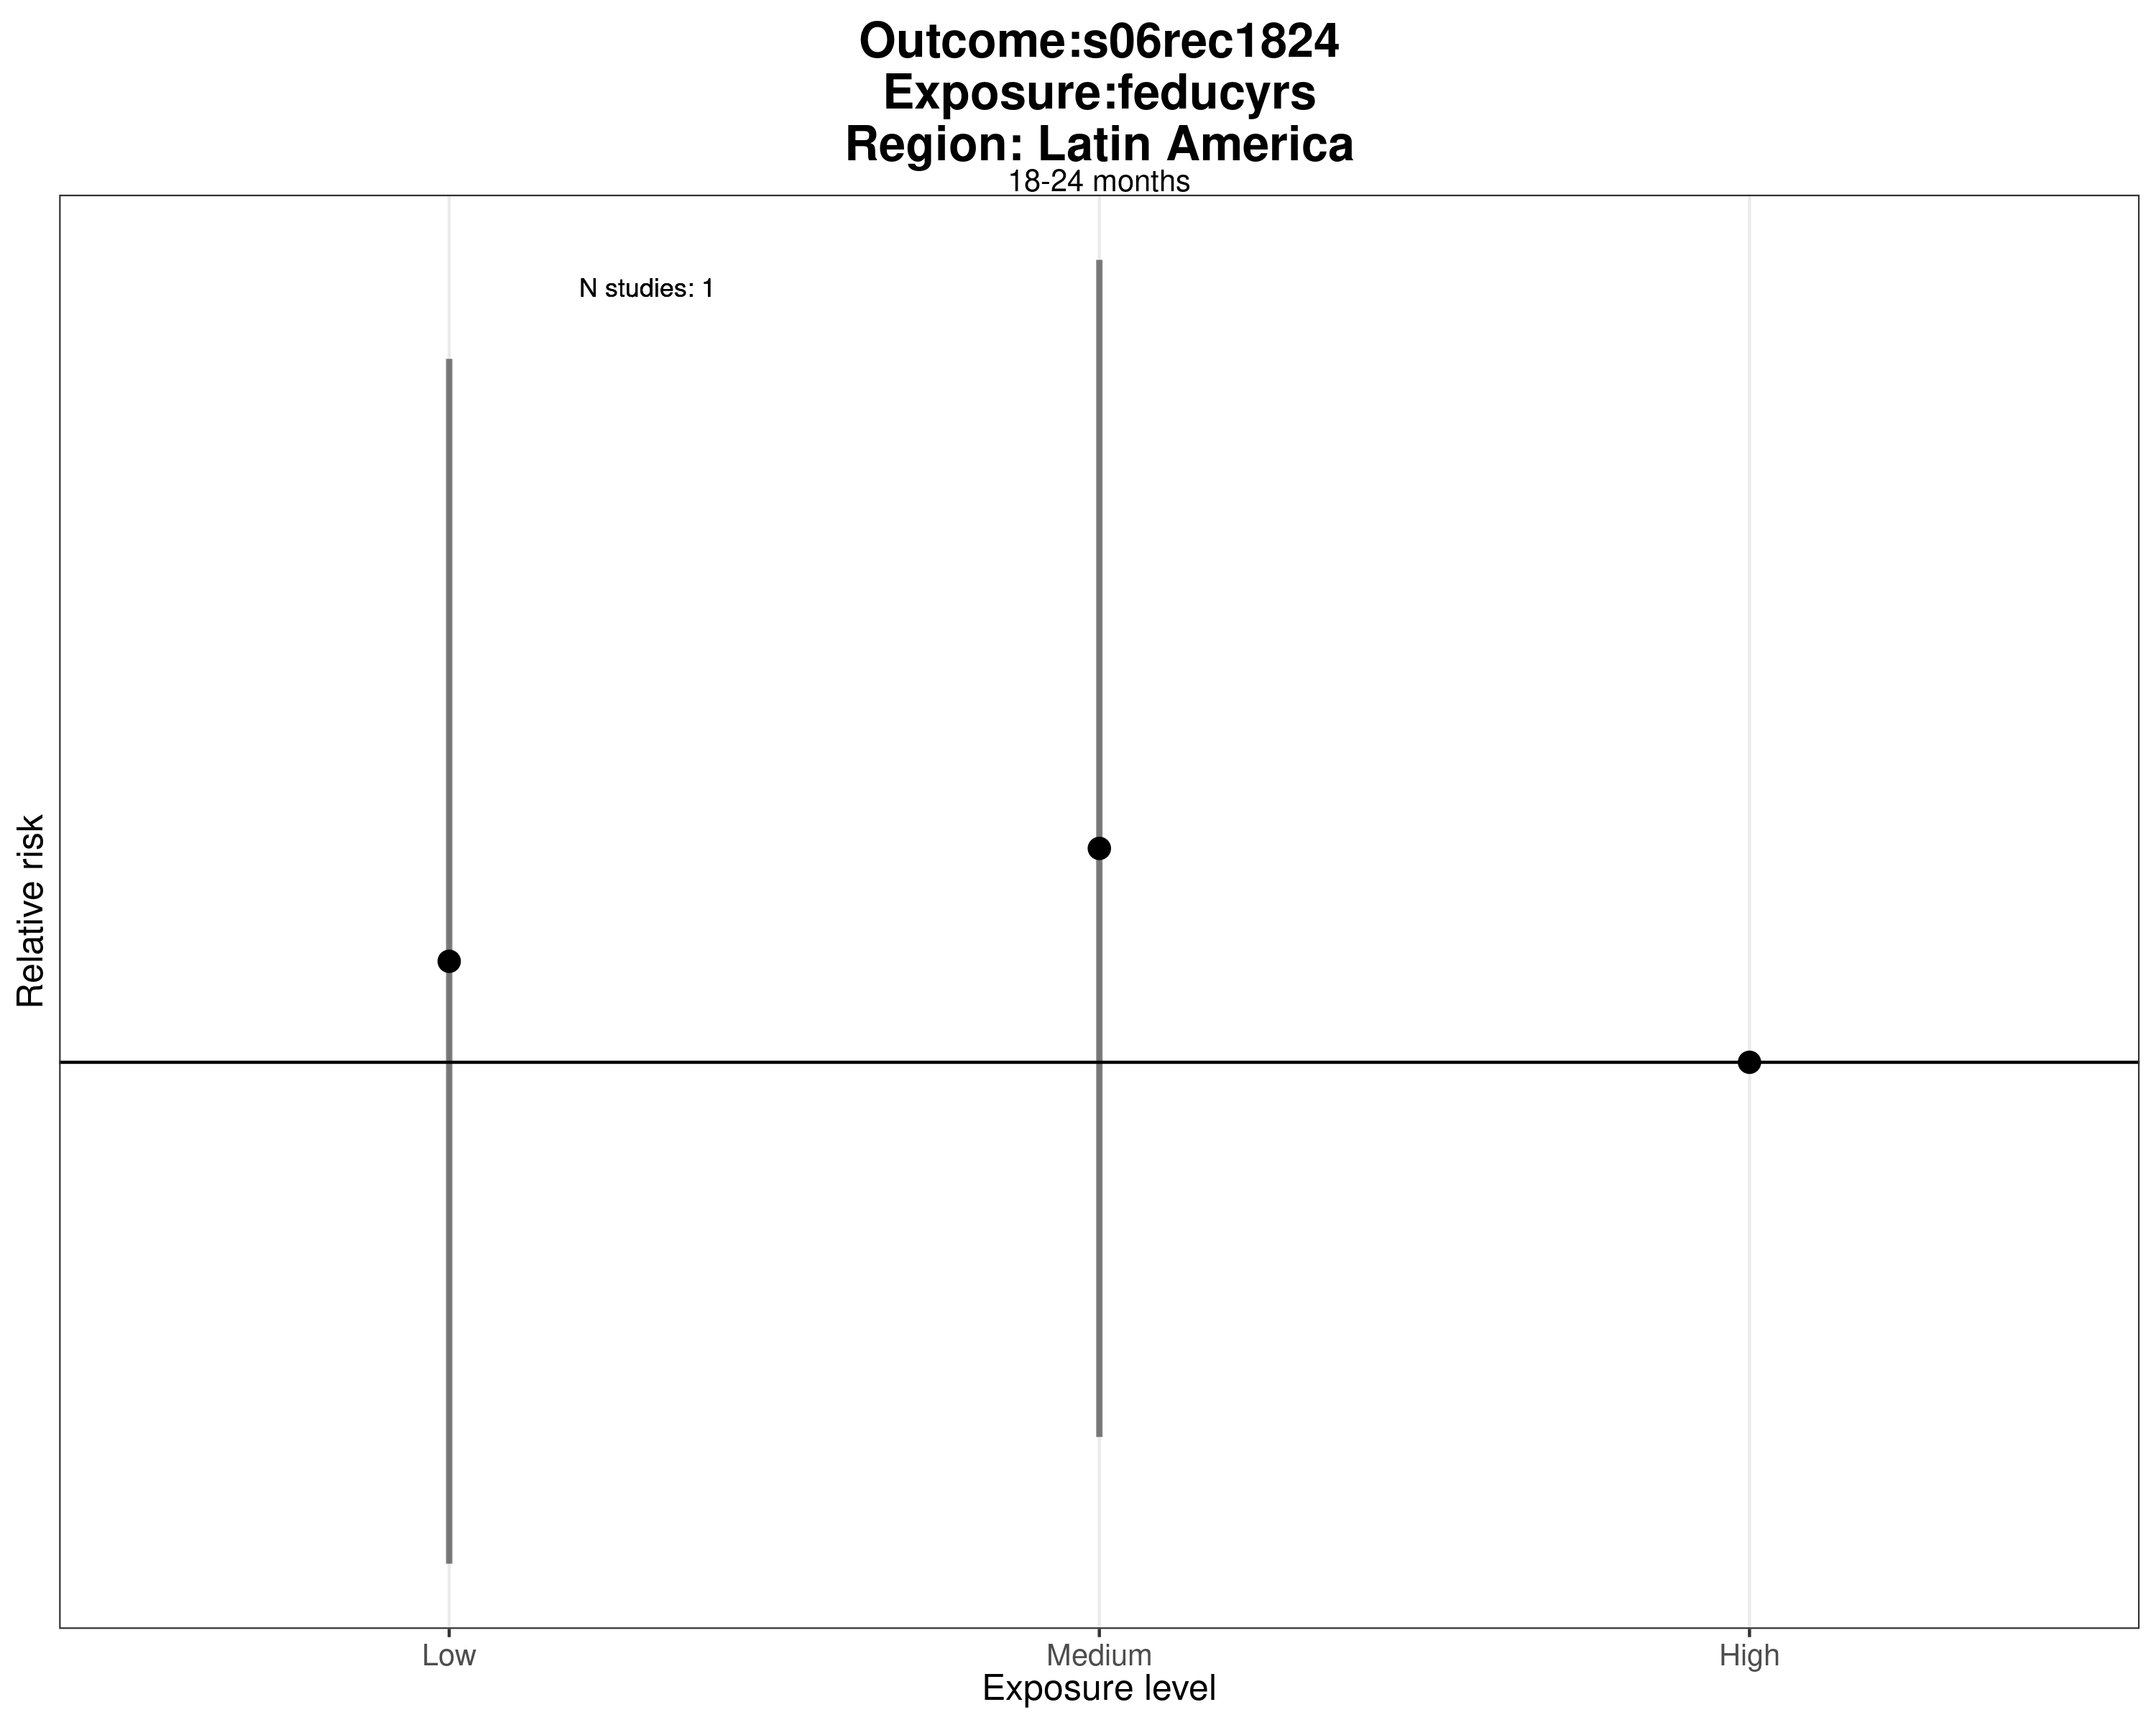 Outcome:s06rec1824
Exposure:feducyrs
Region: Latin America
18-24 months
N studies: 1
Relative risk
Low
Medium
High
Exposure level